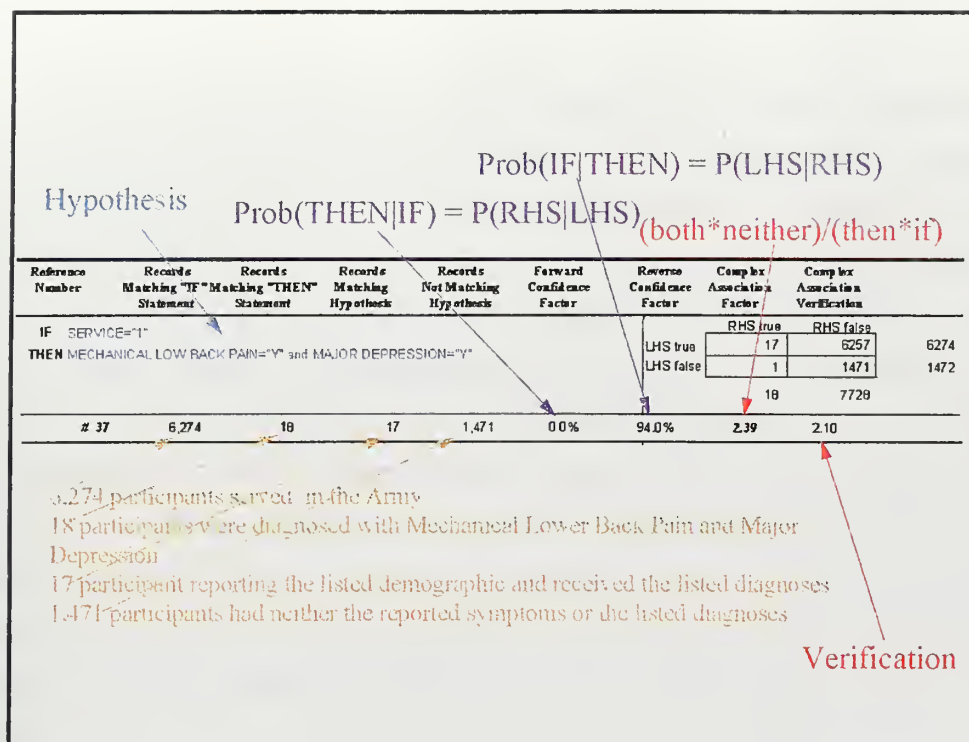 Prob(IF|THEN) = P(LHS|RHS)
Hypothesis
Prob(THEN|IF) = P(RHS|LHS)
(both*neither)/(then*if)
Reference Number
Records Matching "IF" Statement
Records Matching "THEN" Statement
Records Matching Hypothesis
Records Not Matching Hypothesis
Forward Confidence Factor
Reverse Confidence Factor
Complex Association Factor
Complex Association Verification
IF SERVICE="1"
THEN MECHANICAL LOW BACK PAIN="Y" and MAJOR DEPRESSION="Y"
RHS true RHS false
LHS true 17 6257 6274
LHS false 1 1471 1472
18 7728
# 37 6,274 18 17 1,471 0.0% 94.0% 2.39 2.10
6,274 participants served in the Army
18 participants were diagnosed with Mechanical Lower Back Pain and Major
Depression
17 participant reporting the listed demographic and received the listed diagnoses
1,471 participants had neither the reported symptoms or the listed diagnoses
Verification